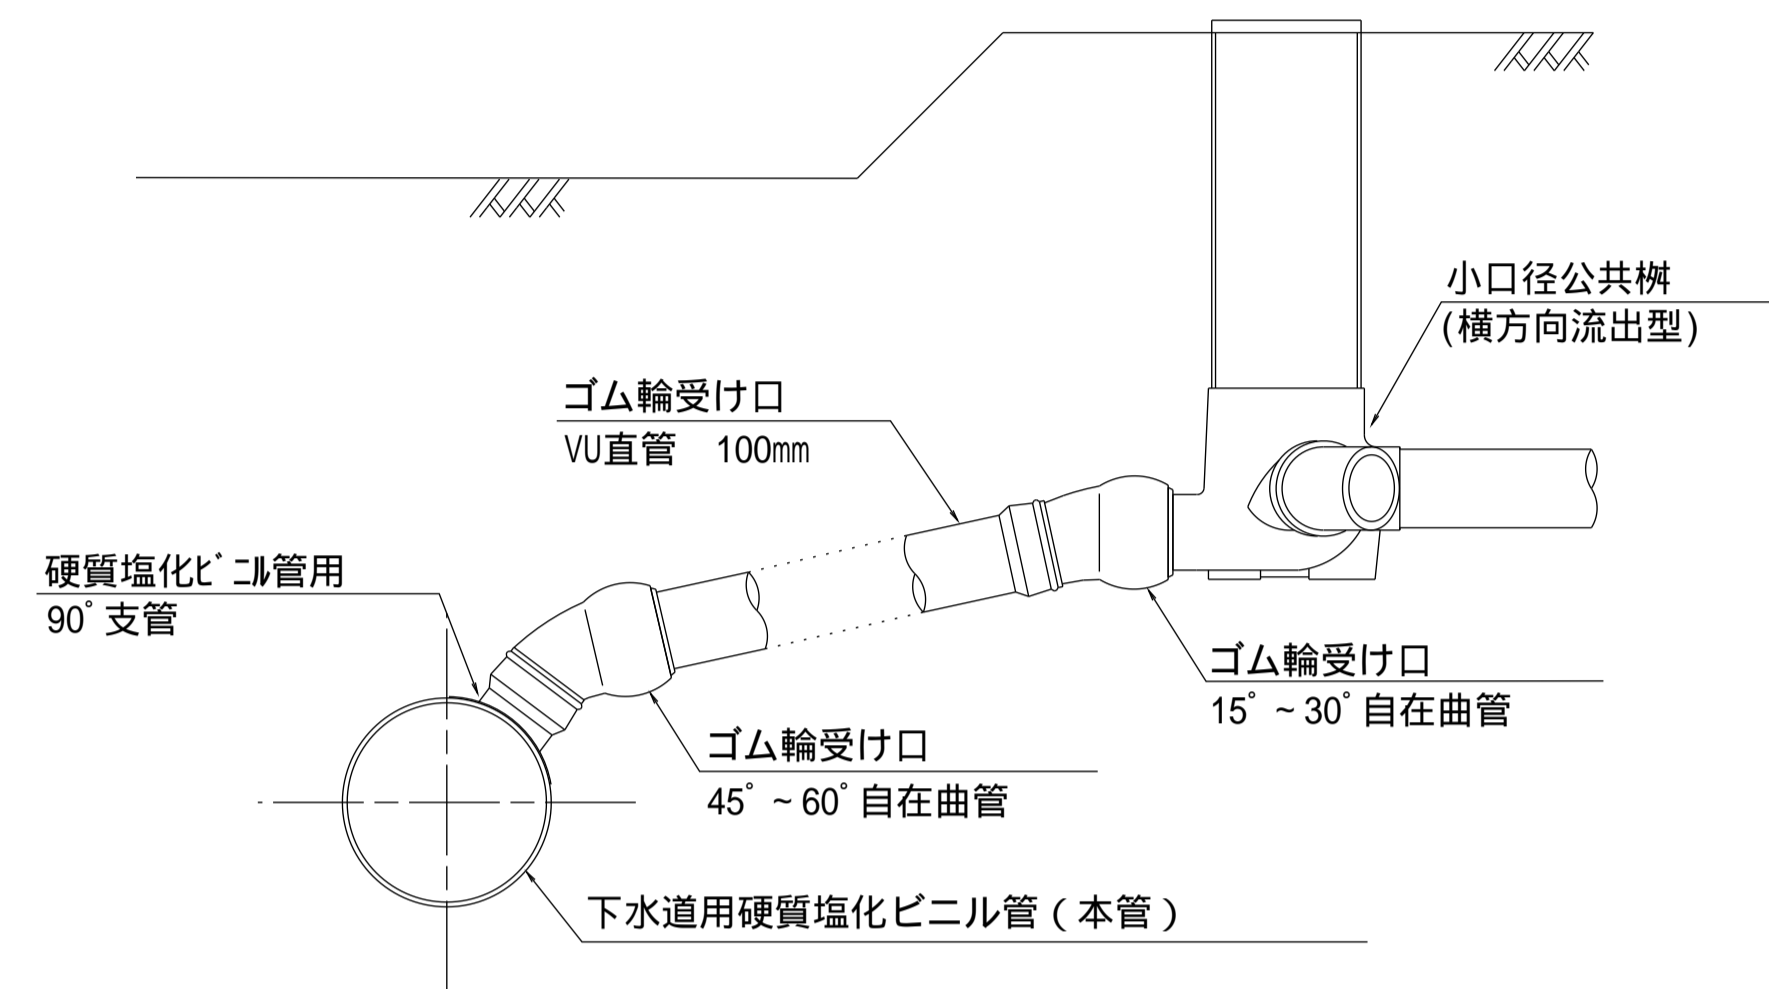 小口径公共桝
(横方向流出型)
ゴム輪受け口
VU直管　100㎜
硬質塩化ﾋﾞﾆﾙ管用
90°支管
ゴム輪受け口
15°~30°自在曲管
ゴム輪受け口
45°~60°自在曲管
下水道用硬質塩化ビニル管(本管)